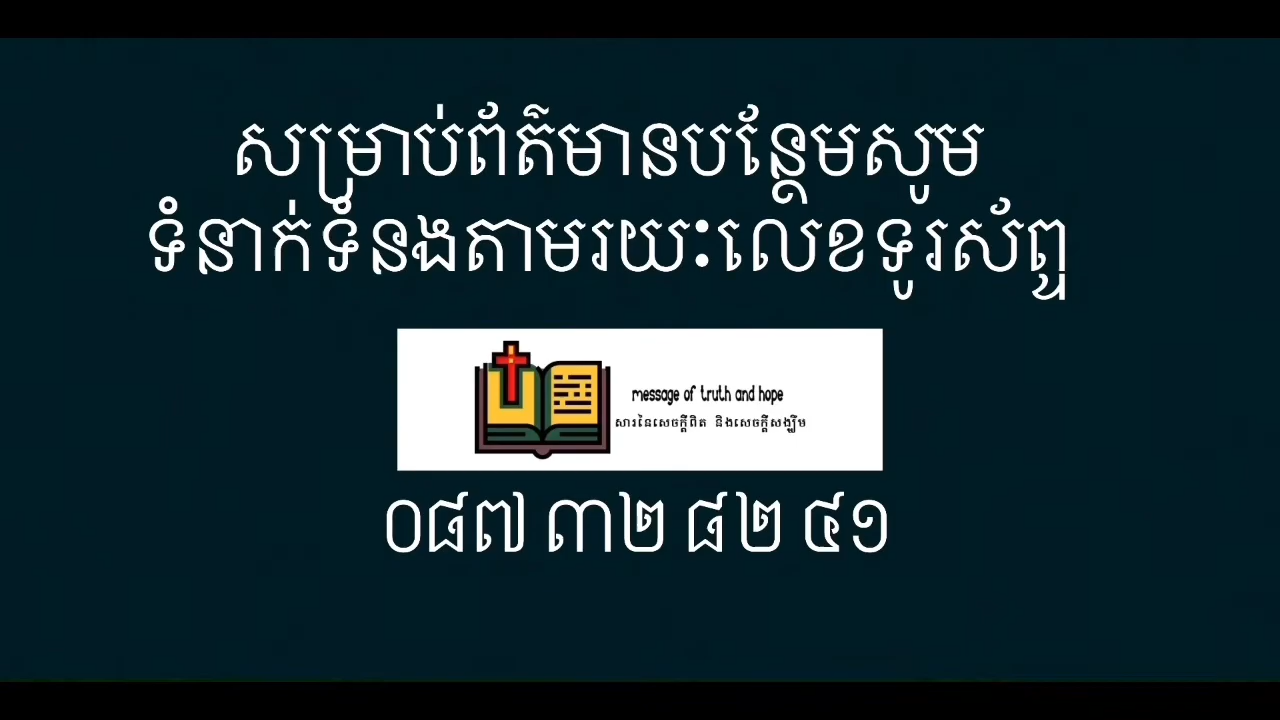 សម្រាប់ព័ត៌មានបន្ថែមសូម
ទំនាក់ទំនងតាមរយៈលេខទូរស័ព្ទ
message of truth and hope
សារនៃសេចក្តីពិត និងសេចក្តីសង្ឃឹម
០៨៧ ៣២ ៨២ ៤១